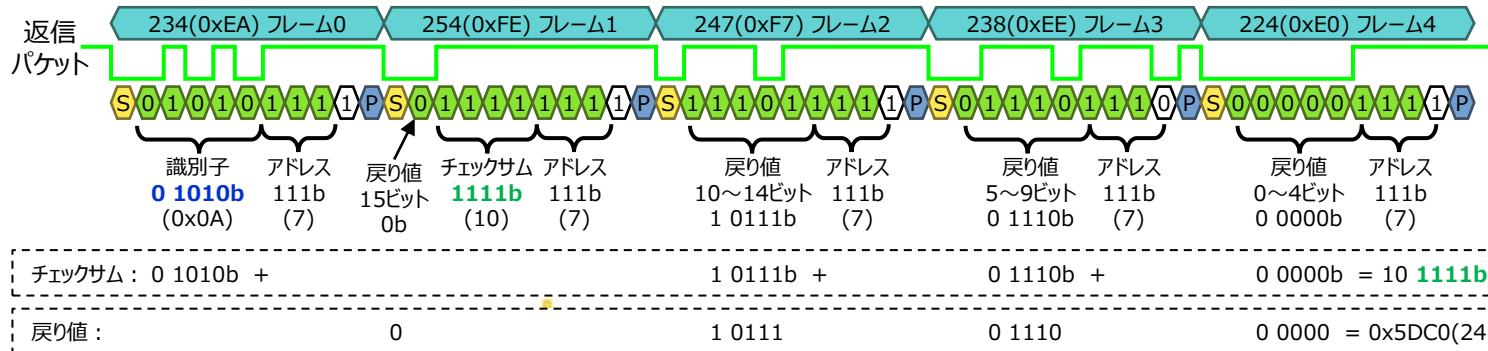 234(0xEA) フレーム0 254(0xFE) フレーム1 247(0xF7) フレーム2 238(0xEE) フレーム3 224(0xE0) フレーム4
返信
パケット
S 0 1 0 1 0 1 1 1 1 P S 0 1 1 1 1 1 1 1 1 P S 1 1 1 0 1 1 1 1 1 P S 0 1 1 1 0 1 1 1 0 P S 0 0 0 0 0 1 1 1 1 P
識別子
0 1010b
(0x0A)
アドレス
111b
(7)
戻り値
15ビット
0b
チェックサム
1111b
(10)
アドレス
111b
(7)
戻り値
10～14ビット
1 0111b
アドレス
111b
(7)
戻り値
5～9ビット
0 1110b
アドレス
111b
(7)
戻り値
0～4ビット
0 0000b
アドレス
111b
(7)
チェックサム : 0 1010b + 1 0111b + 0 1110b + 0 0000b = 10 1111b
戻り値 : 0 1 0111 0 1110 0 0000 = 0x5DC0(24